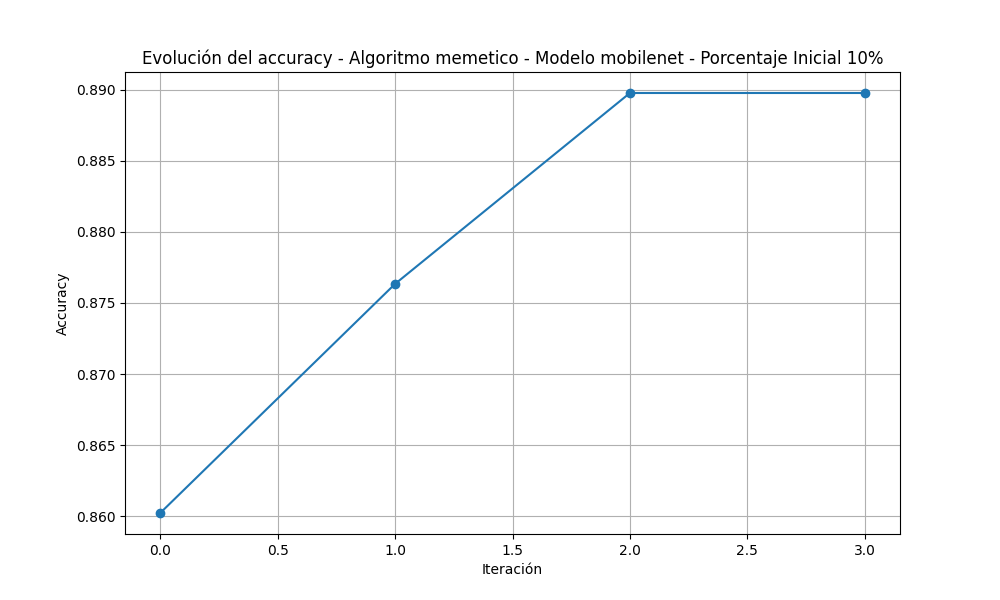 Evolución del accuracy - Algoritmo memetico - Modelo mobilenet - Porcentaje Inicial 10%
0.890
0.885
0.880
0.875
0.870
0.865
0.860
Accuracy
0.0 0.5 1.0 1.5 2.0 2.5 3.0
Iteración